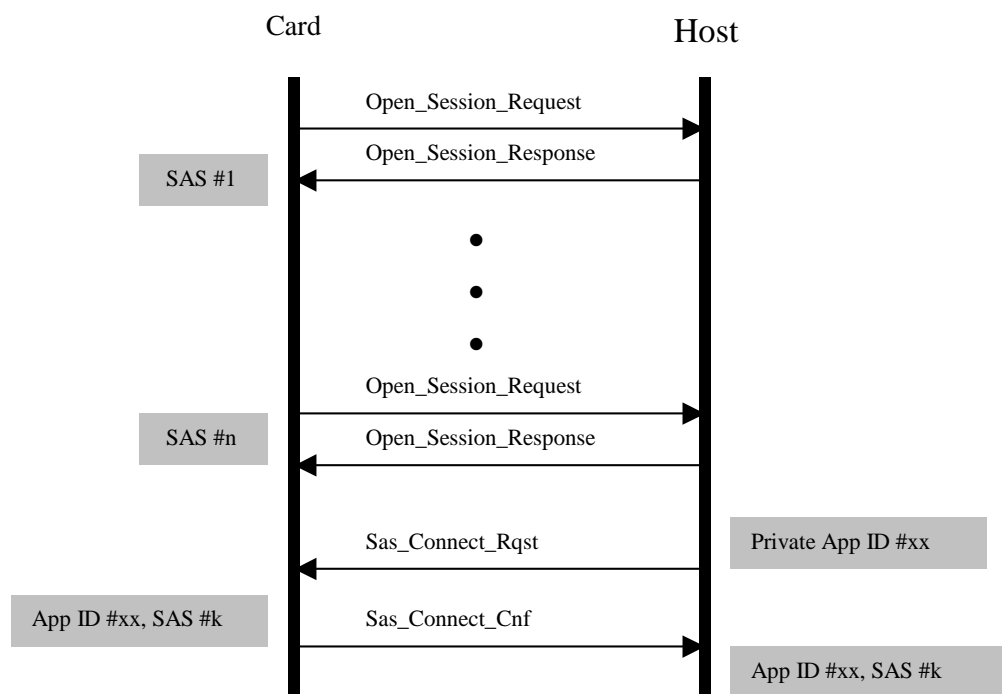 Card
Host
Open_Session_Request
Open_Session_Response
SAS #1
Open_Session_Request
SAS #n
Open_Session_Response
Sas_Connect_Rqst
Private App ID #xx
App ID #xx, SAS #k
Sas_Connect_Cnf
App ID #xx, SAS #k